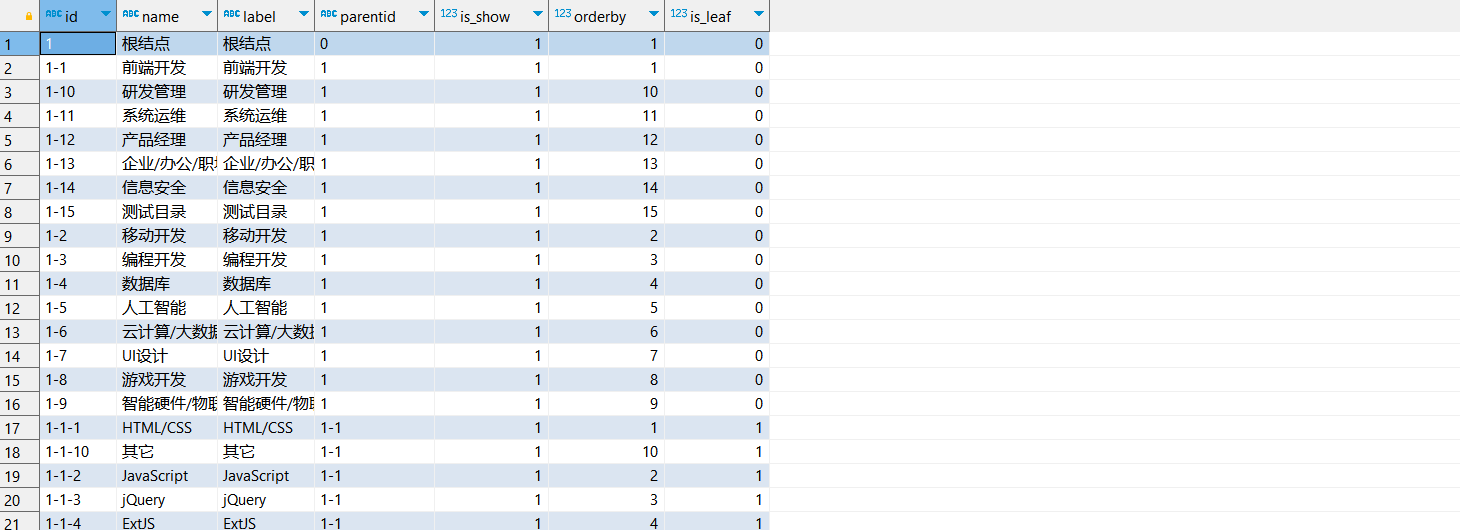 ABC id ABC name ABC label ABC parentid 123 is_show 123 orderby 123 is_leaf
1 1 根结点 根结点 0 1 1 0
2 1-1 前端开发 前端开发 1 1 1 0
3 1-10 研发管理 研发管理 1 1 10 0
4 1-11 系统运维 系统运维 1 1 11 0
5 1-12 产品经理 产品经理 1 1 12 0
6 1-13 企业/办公/职 企业/办公/职 1 1 13 0
7 1-14 信息安全 信息安全 1 1 14 0
8 1-15 测试目录 测试目录 1 1 15 0
9 1-2 移动开发 移动开发 1 1 2 0
10 1-3 编程开发 编程开发 1 1 3 0
11 1-4 数据库 数据库 1 1 4 0
12 1-5 人工智能 人工智能 1 1 5 0
13 1-6 云计算/大数据 云计算/大数据 1 1 6 0
14 1-7 UI设计 UI设计 1 1 7 0
15 1-8 游戏开发 游戏开发 1 1 8 0
16 1-9 智能硬件/物联 智能硬件/物联 1 1 9 0
17 1-1-1 HTML/CSS HTML/CSS 1-1 1 1 1
18 1-1-10 其它 其它 1-1 1 10 1
19 1-1-2 JavaScript JavaScript 1-1 1 2 1
20 1-1-3 jQuery jQuery 1-1 1 3 1
21 1-1-4 ExtJS ExtJS 1-1 1 4 1